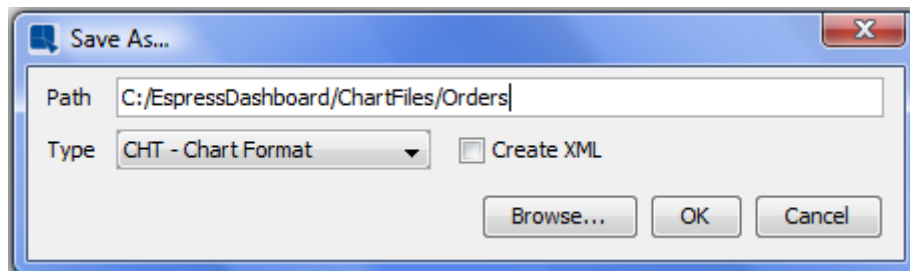 Save As...
Path C:/EspressDashboard/ChartFiles/Orders
Type CHT - Chart Format Create XML
Browse... OK Cancel